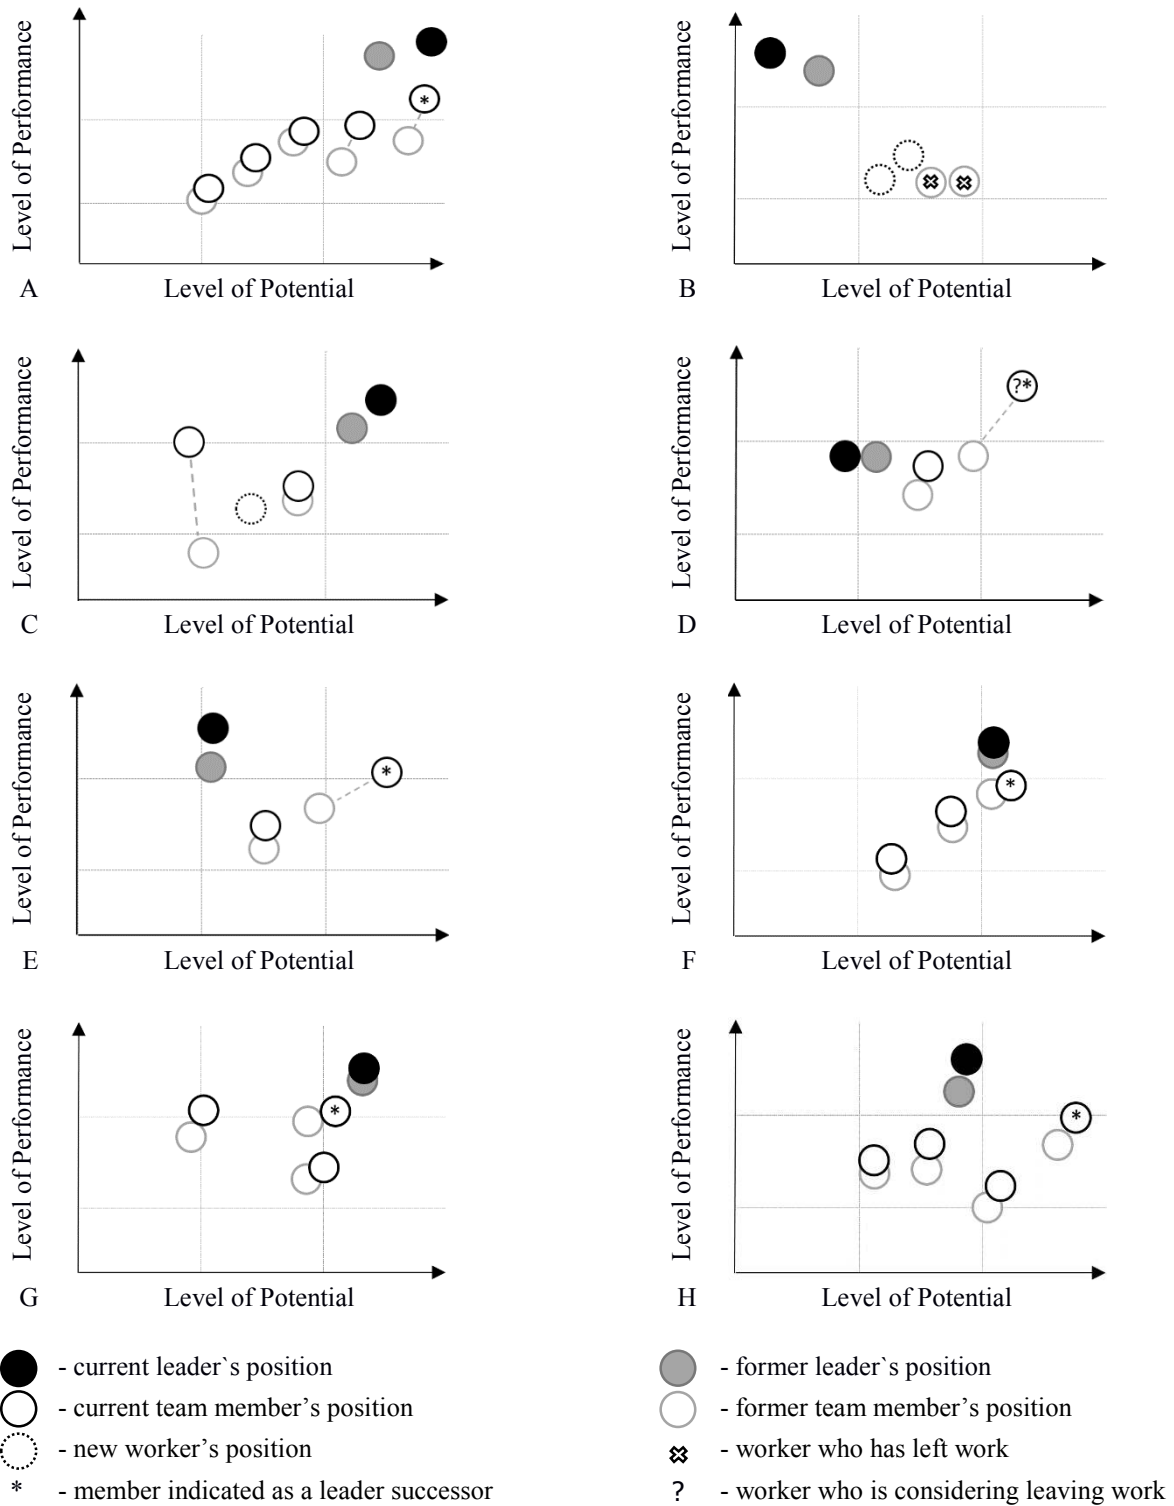 Level of Performance
*
Level of Potential
A
Level of Performance
Level of Potential
B
Level of Performance
Level of Potential
C
Level of Performance
?*
Level of Potential
D
Level of Performance
*
Level of Potential
E
Level of Performance
*
Level of Potential
F
Level of Performance
*
Level of Potential
G
Level of Performance
*
Level of Potential
H
- current leader`s position
- former leader`s position
- current team member’s position
- former team member’s position
- new worker’s position
- worker who has left work
* - member indicated as a leader successor
? - worker who is considering leaving work